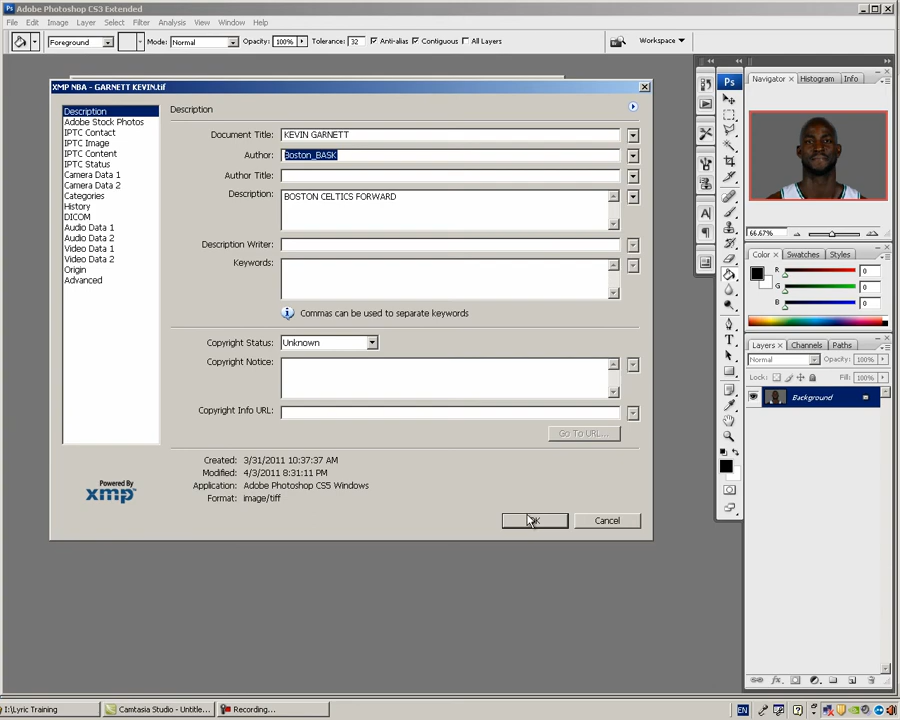 Adobe Photoshop CS3 Extended
File Edit Image Layer Select Filter Analysis View Window Help
Foreground Mode: Normal Opacity: 100% Tolerance: 32 Anti-alias Contiguous All Layers Workspace
XMP NBA - GARNETT KEVIN.tif
Description
Adobe Stock Photos
IPTC Contact
IPTC Image
IPTC Content
IPTC Status
Camera Data 1
Camera Data 2
Categories
History
DICOM
Audio Data 1
Audio Data 2
Video Data 1
Video Data 2
Origin
Advanced
Powered By
xmp
Description
Document Title: KEVIN GARNETT
Author: Boston_BASK
Author Title:
Description: BOSTON CELTICS FORWARD
Description Writer:
Keywords:
Commas can be used to separate keywords
Copyright Status: Unknown
Copyright Notice:
Copyright Info URL:
Go To URL...
Created: 3/31/2011 10:37:37 AM
Modified: 4/3/2011 8:31:11 PM
Application: Adobe Photoshop CS5 Windows
Format: image/tiff
OK Cancel
Ps
Navigator Histogram Info
66.67%
Color Swatches Styles
R 0
G 0
B 0
Layers Channels Paths
Normal Opacity: 100%
Lock: Fill: 100%
Background
I:\Lyric Training Camtasia Studio - Untitle... Recording... EN